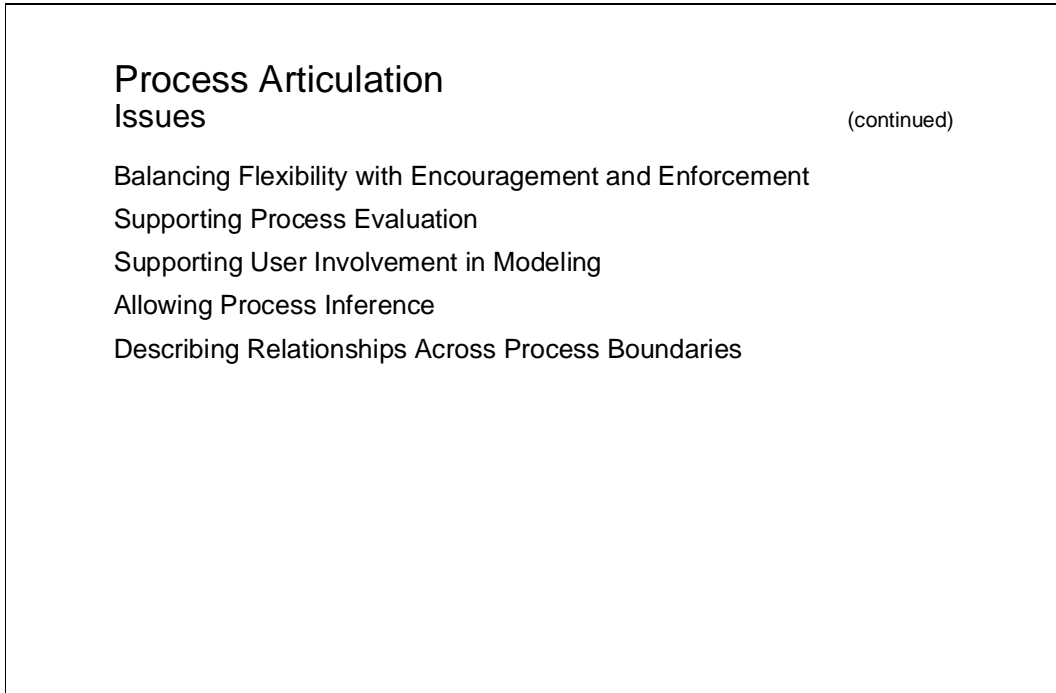 Process Articulation
Issues (continued)
Balancing Flexibility with Encouragement and Enforcement
Supporting Process Evaluation
Supporting User Involvement in Modeling
Allowing Process Inference
Describing Relationships Across Process Boundaries